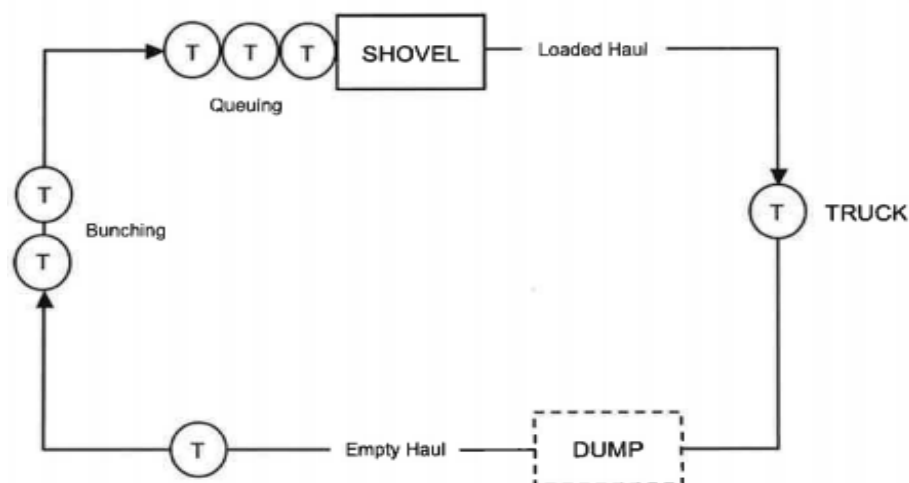 T T T SHOVEL Loaded Haul
Queuing
T
Bunching
T
T TRUCK
T Empty Haul DUMP